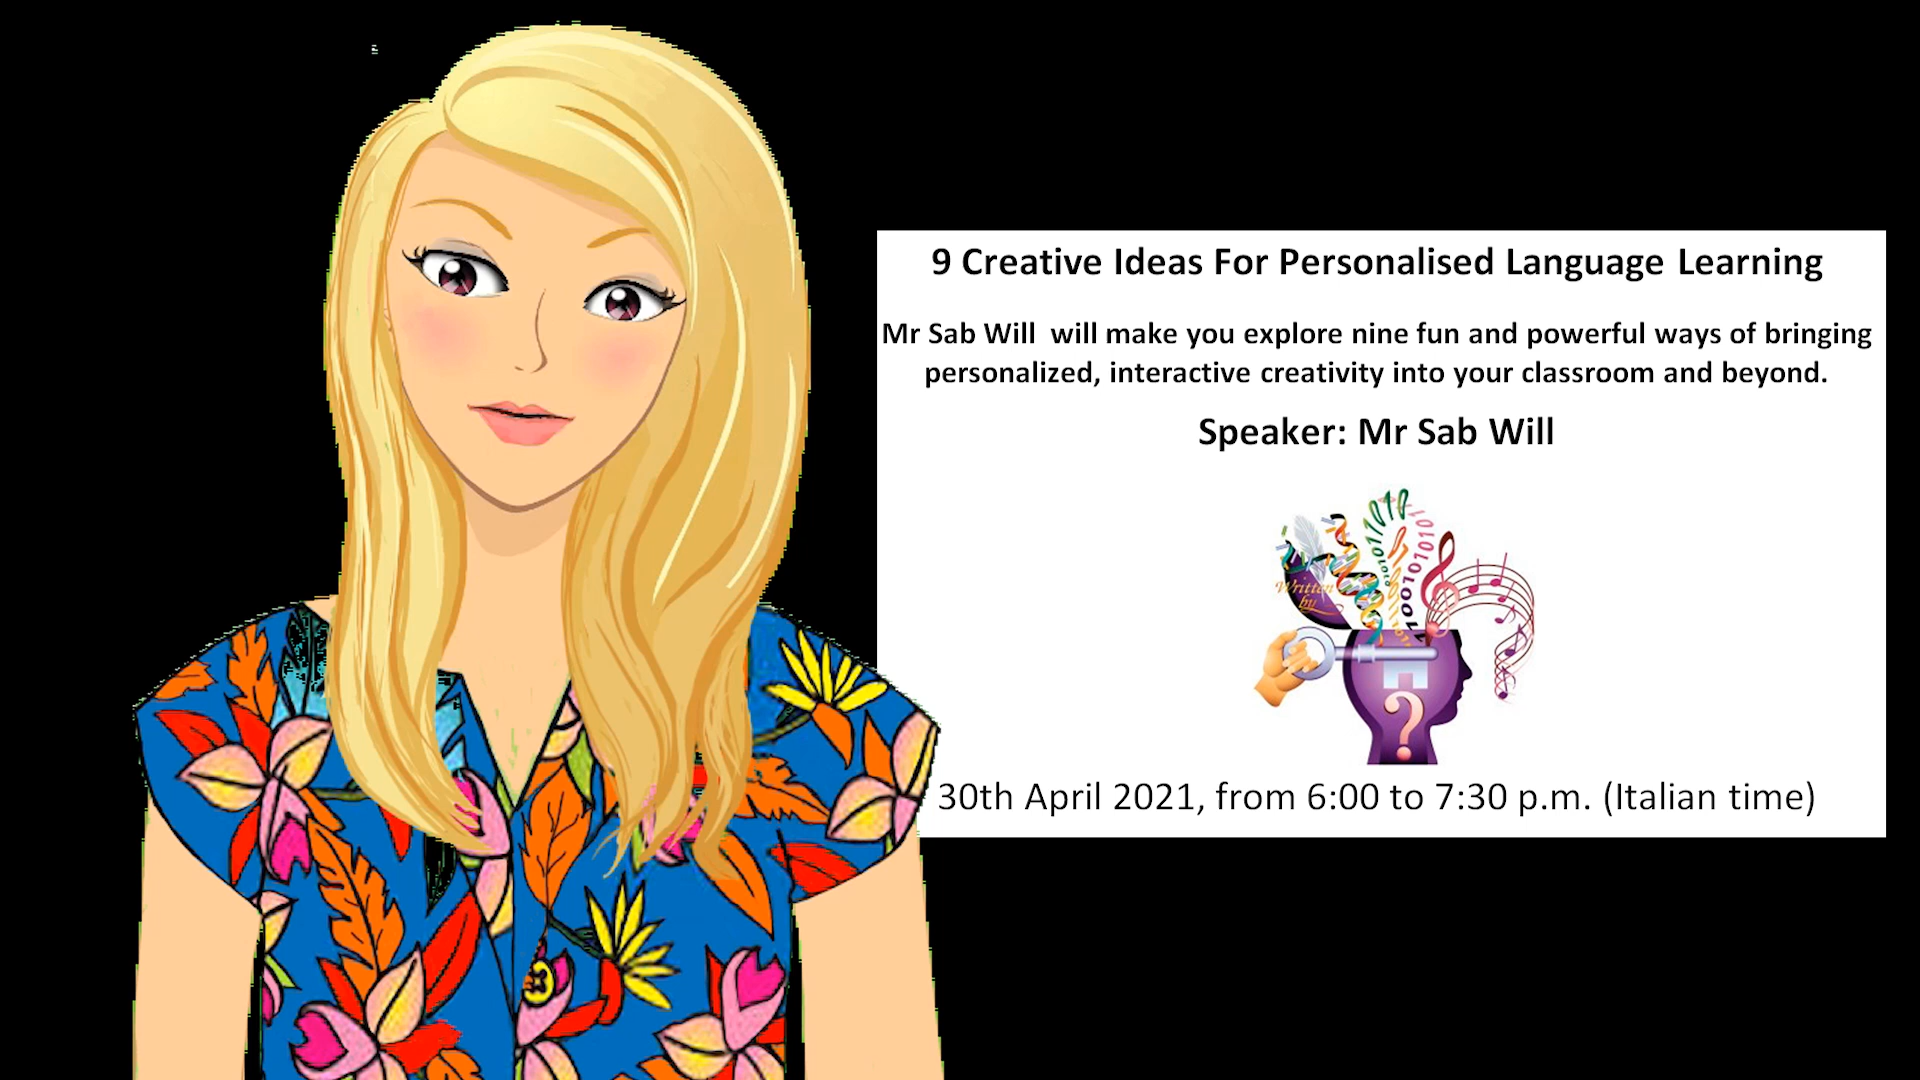 9 Creative Ideas For Personalised Language Learning
Mr Sab Will will make you explore nine fun and powerful ways of bringing
personalized, interactive creativity into your classroom and beyond.
Speaker: Mr Sab Will
Written
by
?
30th April 2021, from 6:00 to 7:30 p.m. (Italian time)